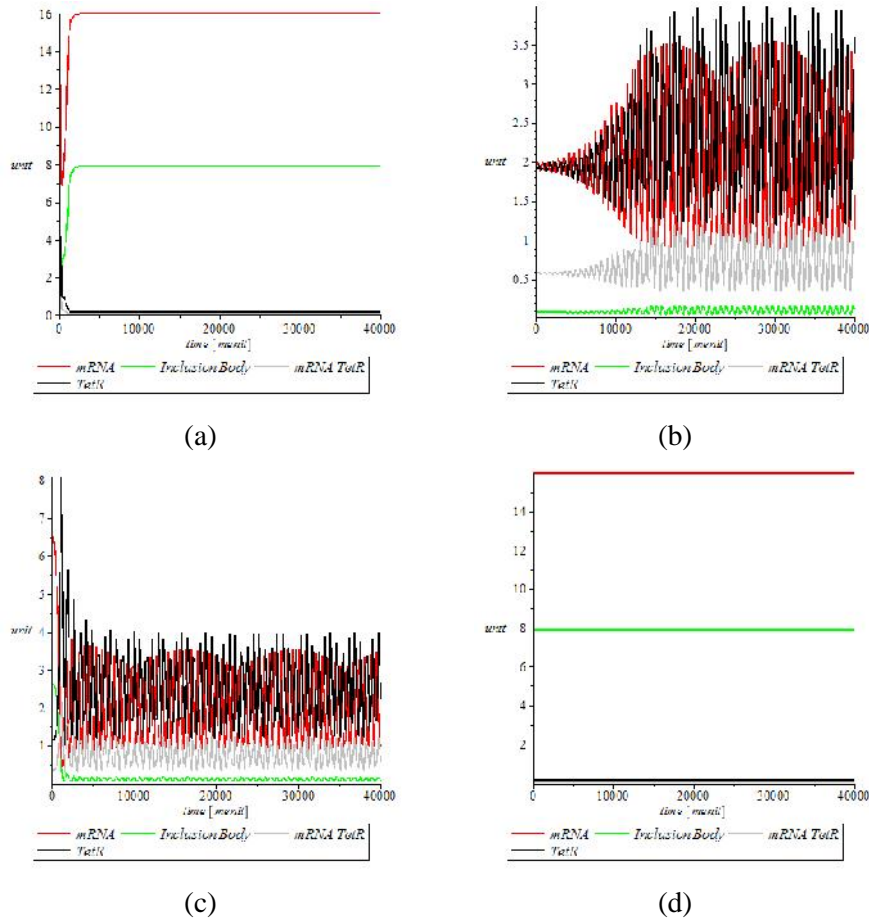 16
14
12
10
unit
8
6
4
2
0
0 10000 20000 30000 40000
time [menit]
mRNA Inclusion Body mRNA TetR
TetR
(a)
3.5
3
2.5
unit
2
1.5
1
0.5
0 10000 20000 30000 40000
time [menit]
mRNA Inclusion Body mRNA TetR
TetR
(b)
8
7
6
5
unit
4
3
2
1
0 10000 20000 30000 40000
time [menit]
mRNA Inclusion Body mRNA TetR
TetR
(c)
14
12
10
unit
8
6
4
2
0 10000 20000 30000 40000
time [menit]
mRNA Inclusion Body mRNA TetR
TetR
(d)